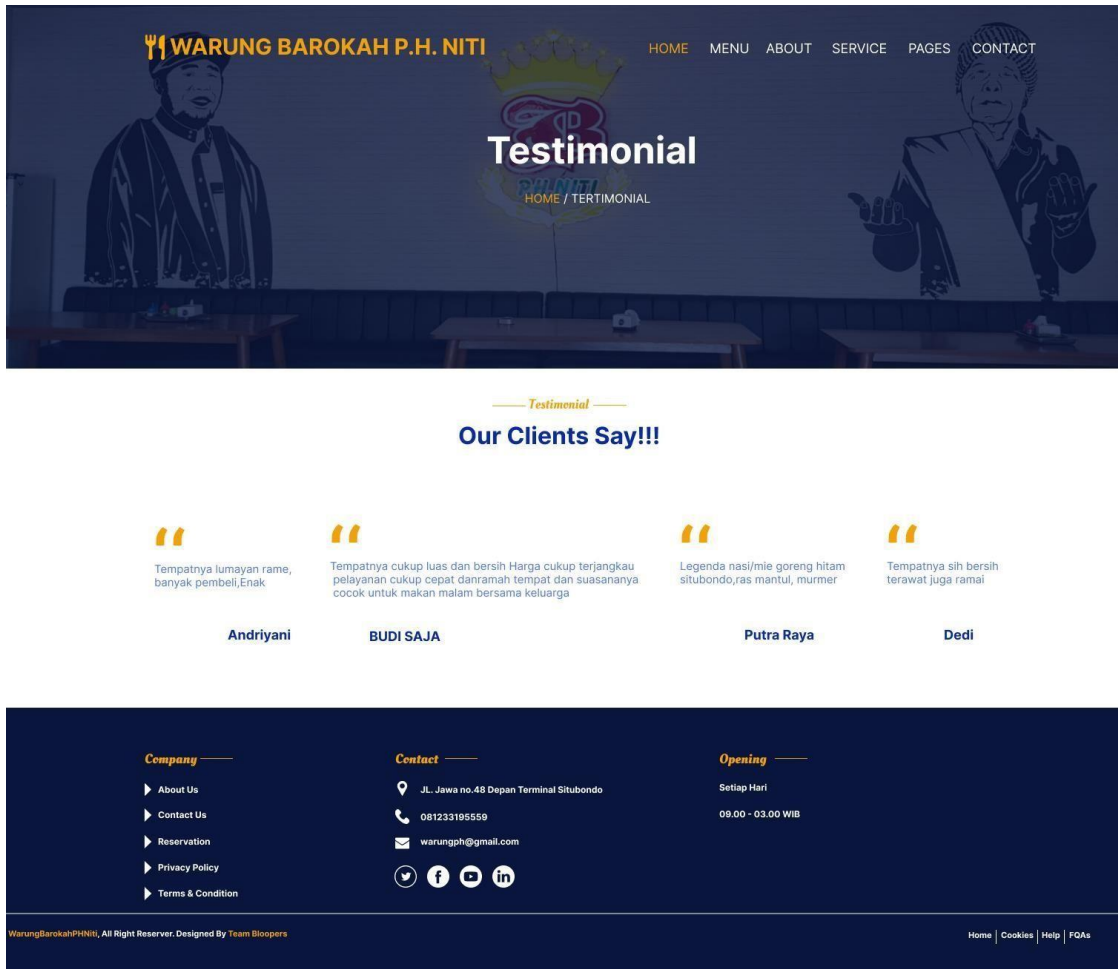 WARUNG BAROKAH P.H. NITI
HOME MENU ABOUT SERVICE PAGES CONTACT
Testimonial
PH.NITI
HOME / TERTIMONIAL
Testimonial
Our Clients Say!!!
Tempatnya lumayan rame,
banyak pembeli,Enak
Andriyani
Tempatnya cukup luas dan bersih Harga cukup terjangkau
pelayanan cukup cepat danramah tempat dan suasananya
cocok untuk makan malam bersama keluarga
BUDI SAJA
Legenda nasi/mie goreng hitam
situbondo,ras mantul, murmer
Putra Raya
Tempatnya sih bersih
terawat juga ramai
Dedi
Company
About Us
Contact Us
Reservation
Privacy Policy
Terms & Condition
Contact
JL. Jawa no.48 Depan Terminal Situbondo
081233195559
warungph@gmail.com
Opening
Setiap Hari
09.00 - 03.00 WIB
WarungBarokahPHNiti, All Right Reserver. Designed By Team Bloopers
Home | Cookies | Help | FQAs